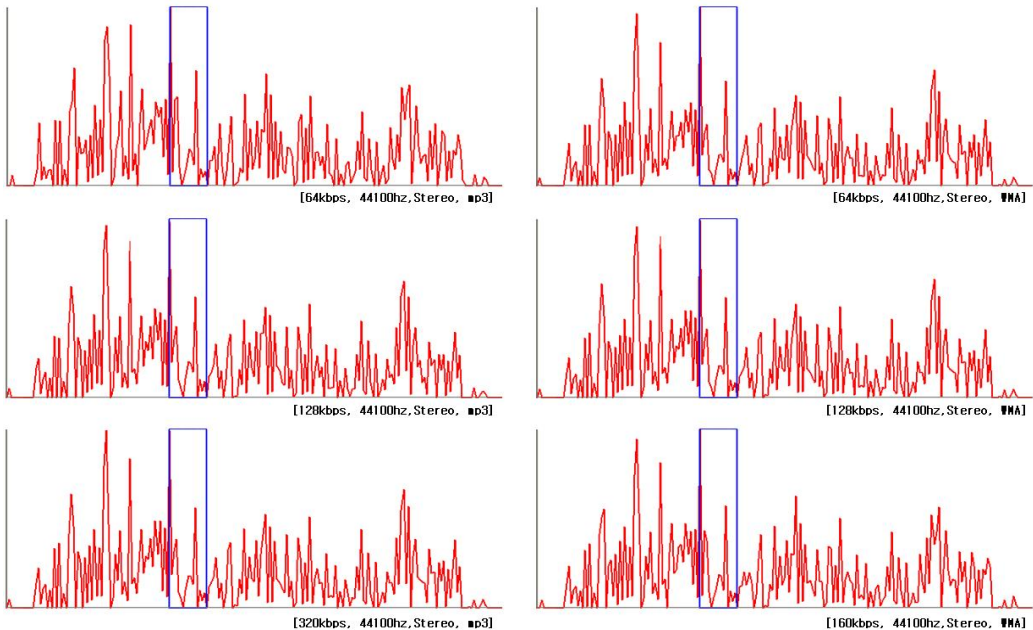 [64kbps, 44100hz,Stereo, mp3]
[64kbps, 44100hz,Stereo, WMA]
[128kbps, 44100hz,Stereo, mp3]
[128kbps, 44100hz,Stereo, WMA]
[320kbps, 44100hz,Stereo, mp3]
[160kbps, 44100hz,Stereo, WMA]